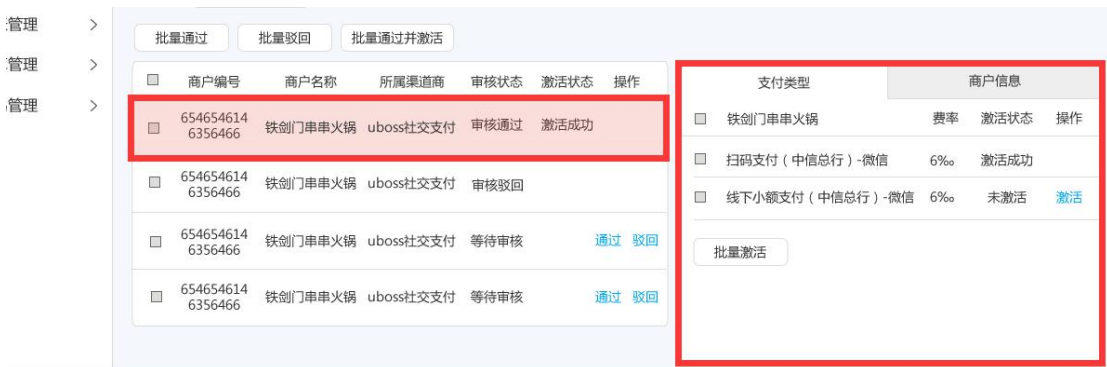 管理 >
管理 >
管理 >
批量通过 批量驳回 批量通过并激活
商户编号 商户名称 所属渠道商 审核状态 激活状态 操作
654654614
6356466 铁剑门串串火锅 uboss社交支付 审核通过 激活成功
654654614
6356466 铁剑门串串火锅 uboss社交支付 审核驳回
654654614
6356466 铁剑门串串火锅 uboss社交支付 等待审核 通过 驳回
654654614
6356466 铁剑门串串火锅 uboss社交支付 等待审核 通过 驳回
支付类型 商户信息
铁剑门串串火锅 费率 激活状态 操作
扫码支付（中信总行）-微信 6‰ 激活成功
线下小额支付（中信总行）-微信 6‰ 未激活 激活
批量激活